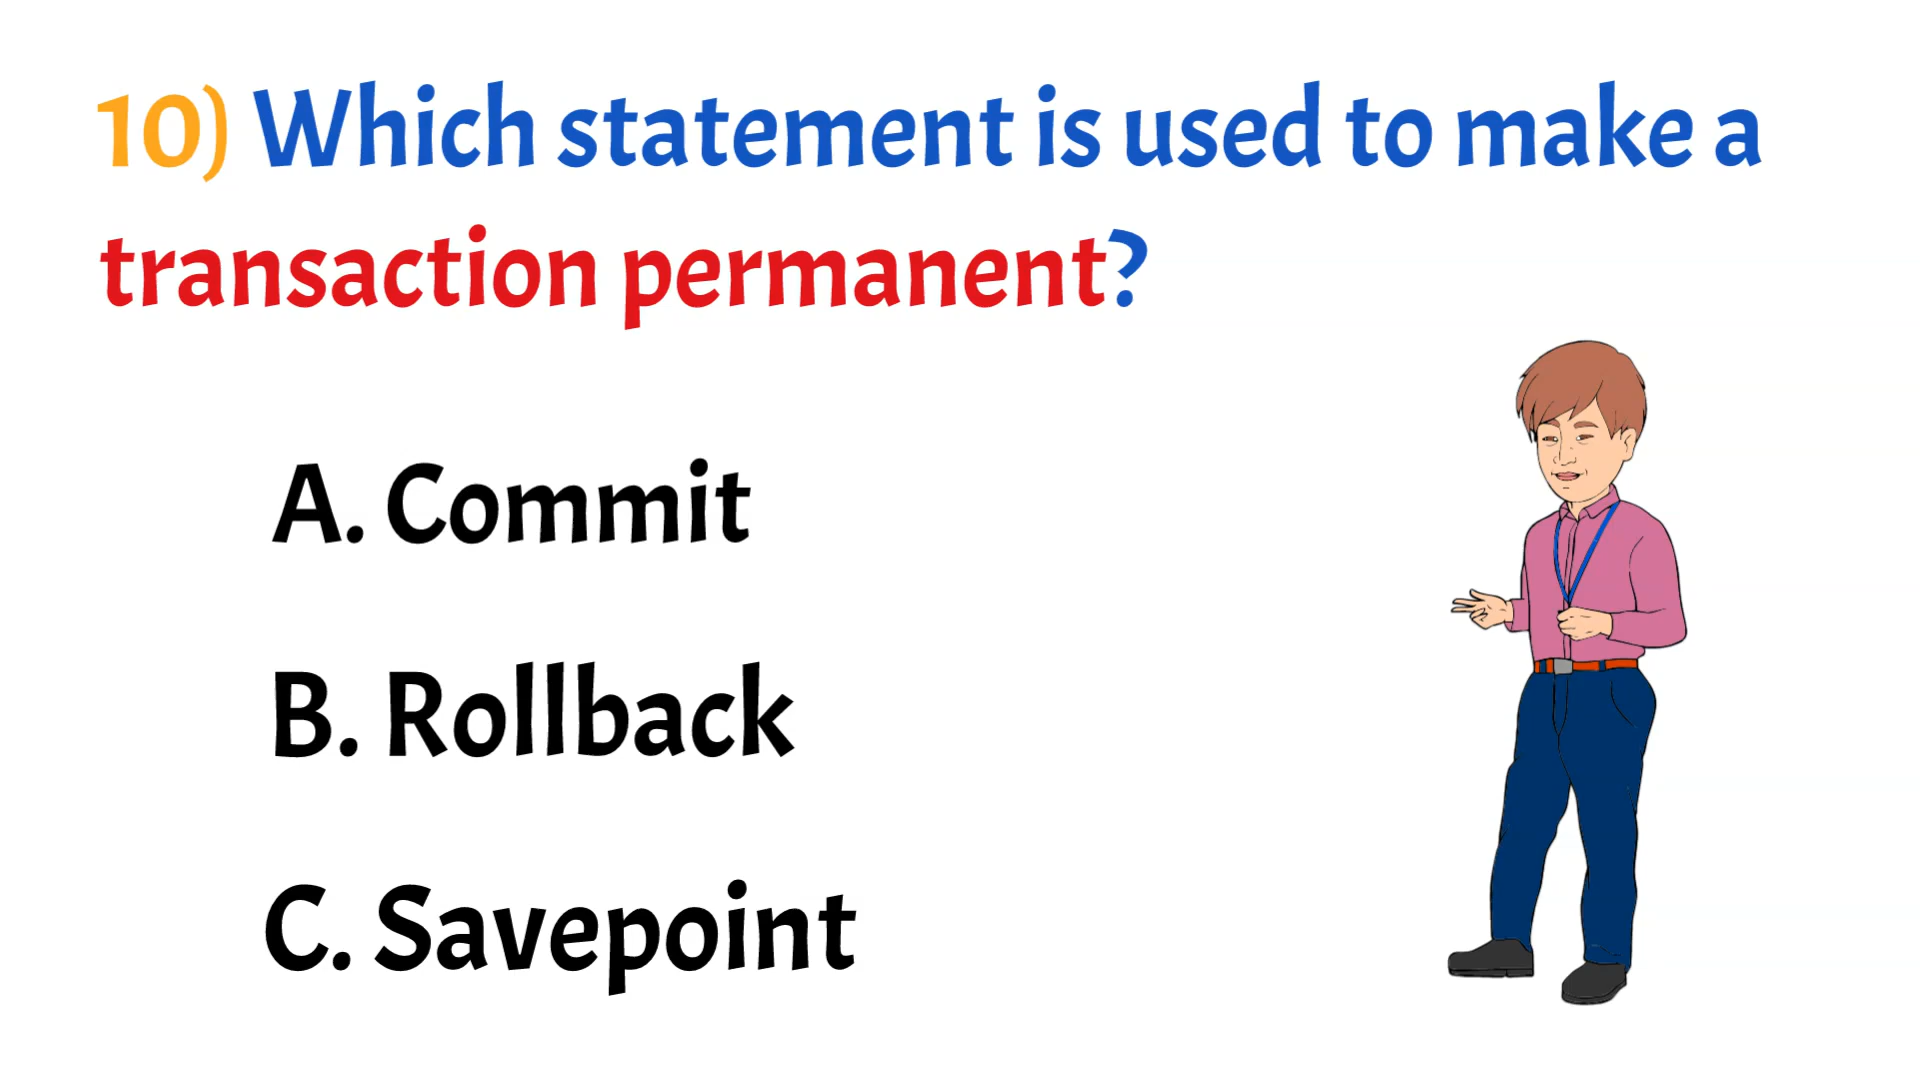 10) Which statement is used to make a
transaction permanent?
A. Commit
B. Rollback
C. Savepoint